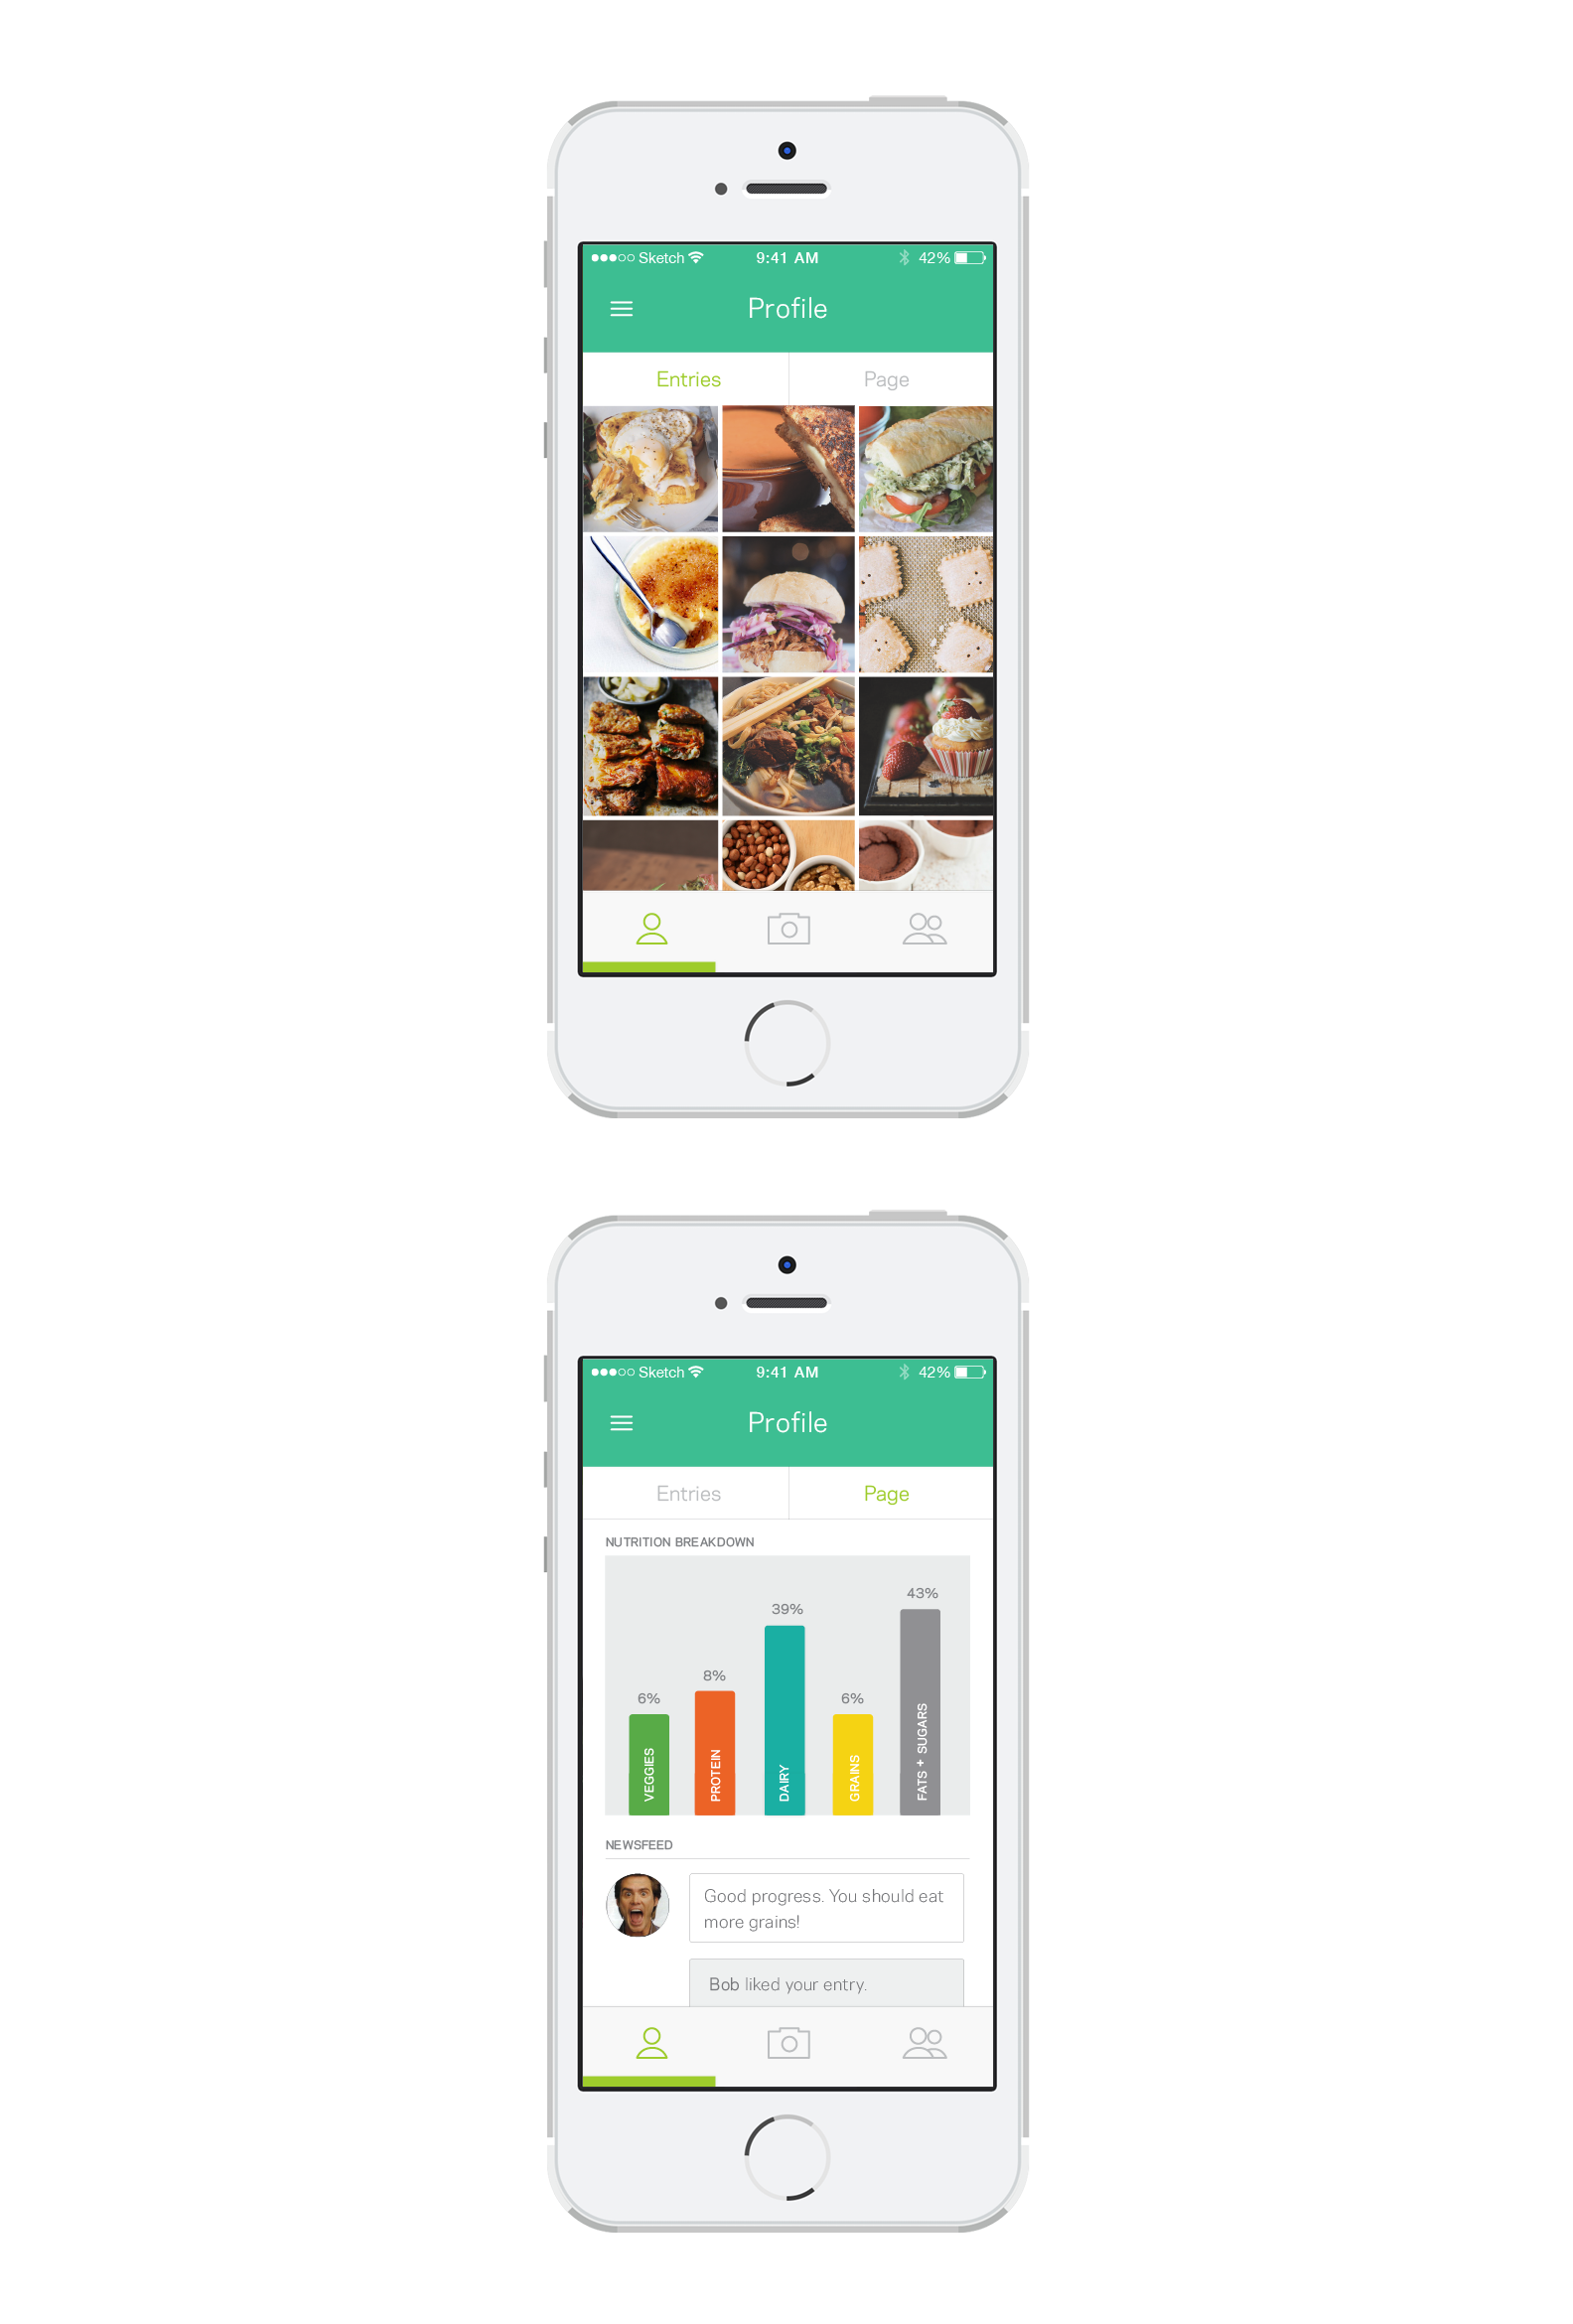 Sketch 9:41 AM 42%
Profile
Entries Page
Sketch 9:41 AM 42%
Profile
Entries Page
NUTRITION BREAKDOWN
6% 8% 39% 6% 43%
VEGGIES PROTEIN DAIRY GRAINS FATS + SUGARS
NEWSFEED
Good progress. You should eat
more grains!
Bob liked your entry.